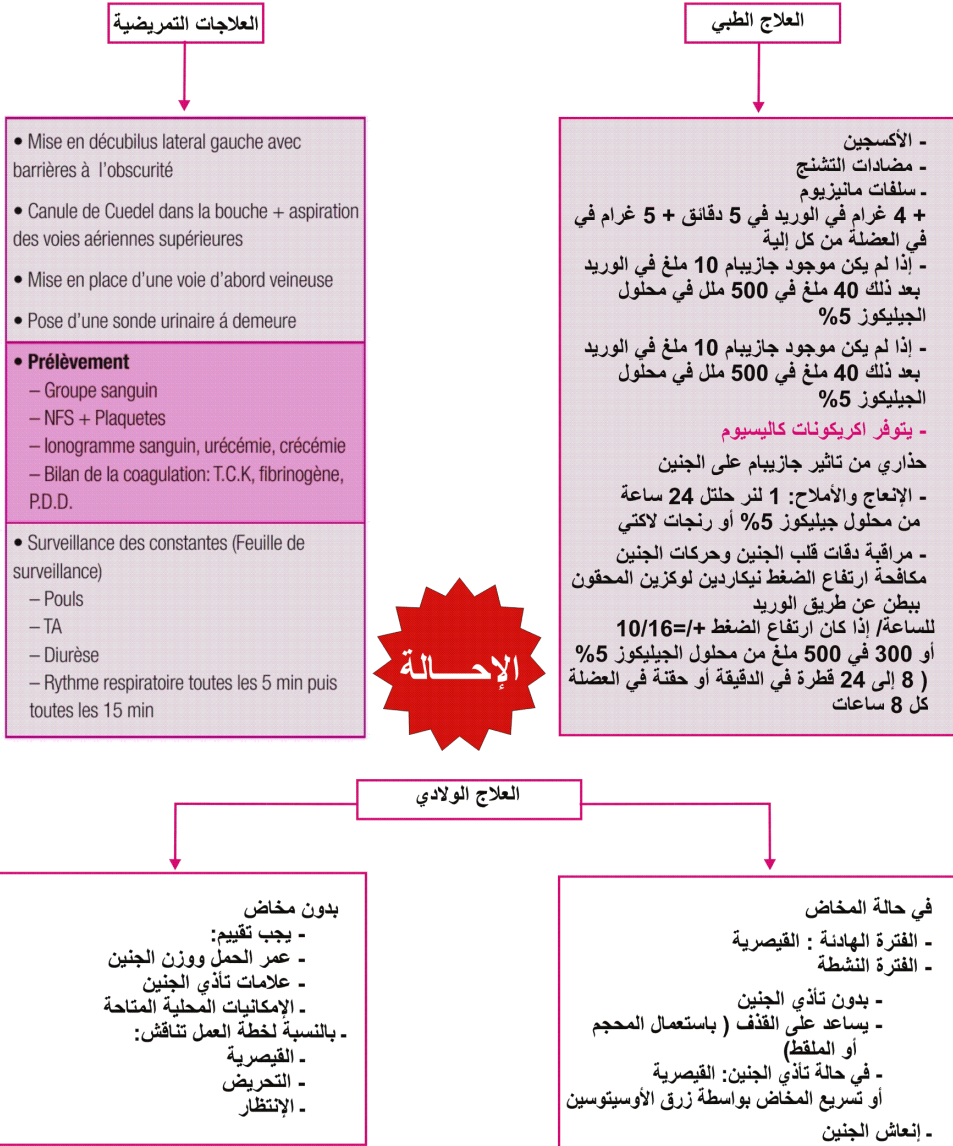 العلاجات التمريضية
• Mise en décubilus lateral gauche avec
barrières à l'obscurité
• Canule de Cuedel dans la bouche + aspiration
des voies aériennes supérieures
• Mise en place d'une voie d'abord veineuse
• Pose d'une sonde urinaire á demeure
• Prélèvement
– Groupe sanguin
– NFS + Plaquetes
– Ionogramme sanguin, urécémie, crécémie
– Bilan de la coagulation: T.C.K, fibrinogène,
P.D.D.
• Surveillance des constantes (Feuille de
surveillance)
– Pouls
– TA
– Diurèse
– Rythme respiratoire toutes les 5 min puis
toutes les 15 min
العلاج الطبي
- الأكسجين
- مضادات التشنج
- سلفات مانيزيوم
+ 4 غرام في الوريد في 5 دقائق + 5 غرام في
في العضلة من كل إلية
- إذا لم يكن موجود جازيبام 10 ملغ في الوريد
بعد ذلك 40 ملغ في 500 ملل في محلول
الجيليكوز 5%
- إذا لم يكن موجود جازيبام 10 ملغ في الوريد
بعد ذلك 40 ملغ في 500 ملل في محلول
الجيليكوز 5%
- يتوفر اكريكونات كاليسيوم
حذاري من تاثير جازيبام على الجنين
- الإنعاج والأملاح: 1 لنر حلتل 24 ساعة
من محلول جيليكوز 5% أو رنجات لاكتي
- مراقبة دقات قلب الجنين وحركات الجنين
مكافحة ارتفاع الضغط نيكاردين لوكزين المحقون
ببطن عن طريق الوريد
للساعة/ إذا كان ارتفاع الضغط +/=10/16
أو 300 في 500 ملغ من محلول الجيليكوز 5%
( 8 إلى 24 قطرة في الدقيقة أو حقنة في العضلة
كل 8 ساعات
الإحــالة
العلاج الولادي
في حالة المخاض
- الفترة الهادئة : القيصرية
- الفترة النشطة
- بدون تأذي الجنين
- يساعد على القذف ( باستعمال المحجم
أو الملقط)
- في حالة تأذي الجنين: القيصرية
أو تسريع المخاض بواسطة زرق الأوسيتوسين
- إنعاش الجنين
بدون مخاض
- يجب تقييم:
- عمر الحمل ووزن الجنين
- علامات تأذي الجنين
- الإمكانيات المحلية المتاحة
- بالنسبة لخطة العمل تناقش:
- القيصرية
- التحريض
- الإنتظار